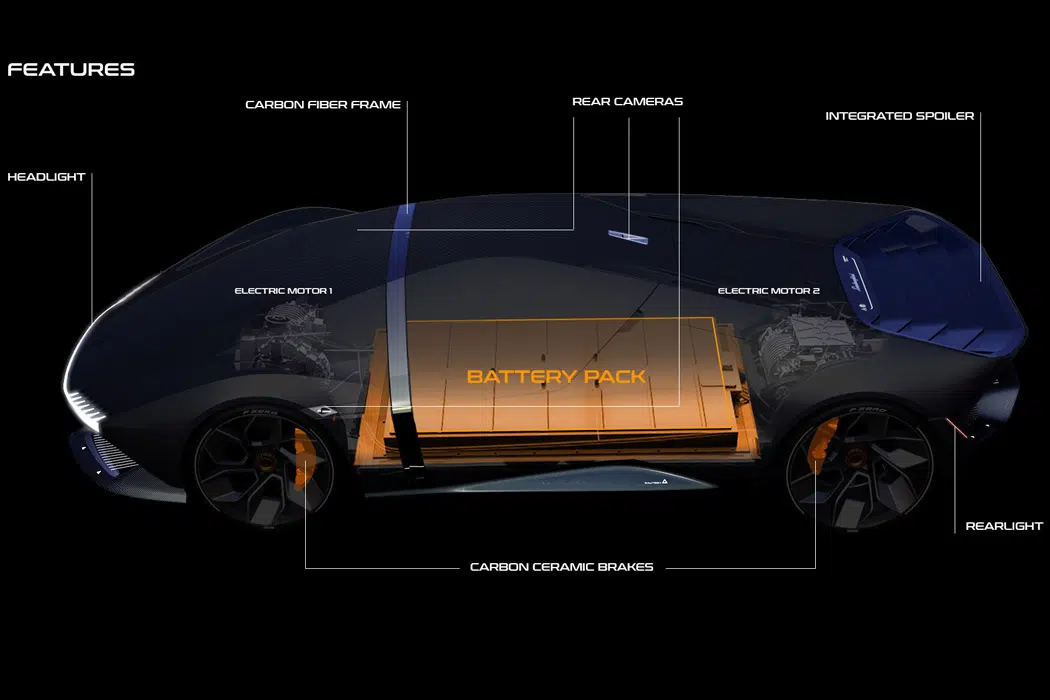 FEATURES
CARBON FIBER FRAME
REAR CAMERAS
INTEGRATED SPOILER
HEADLIGHT
ELECTRIC MOTOR 1
ELECTRIC MOTOR 2
BATTERY PACK
REARLIGHT
CARBON CERAMIC BRAKES